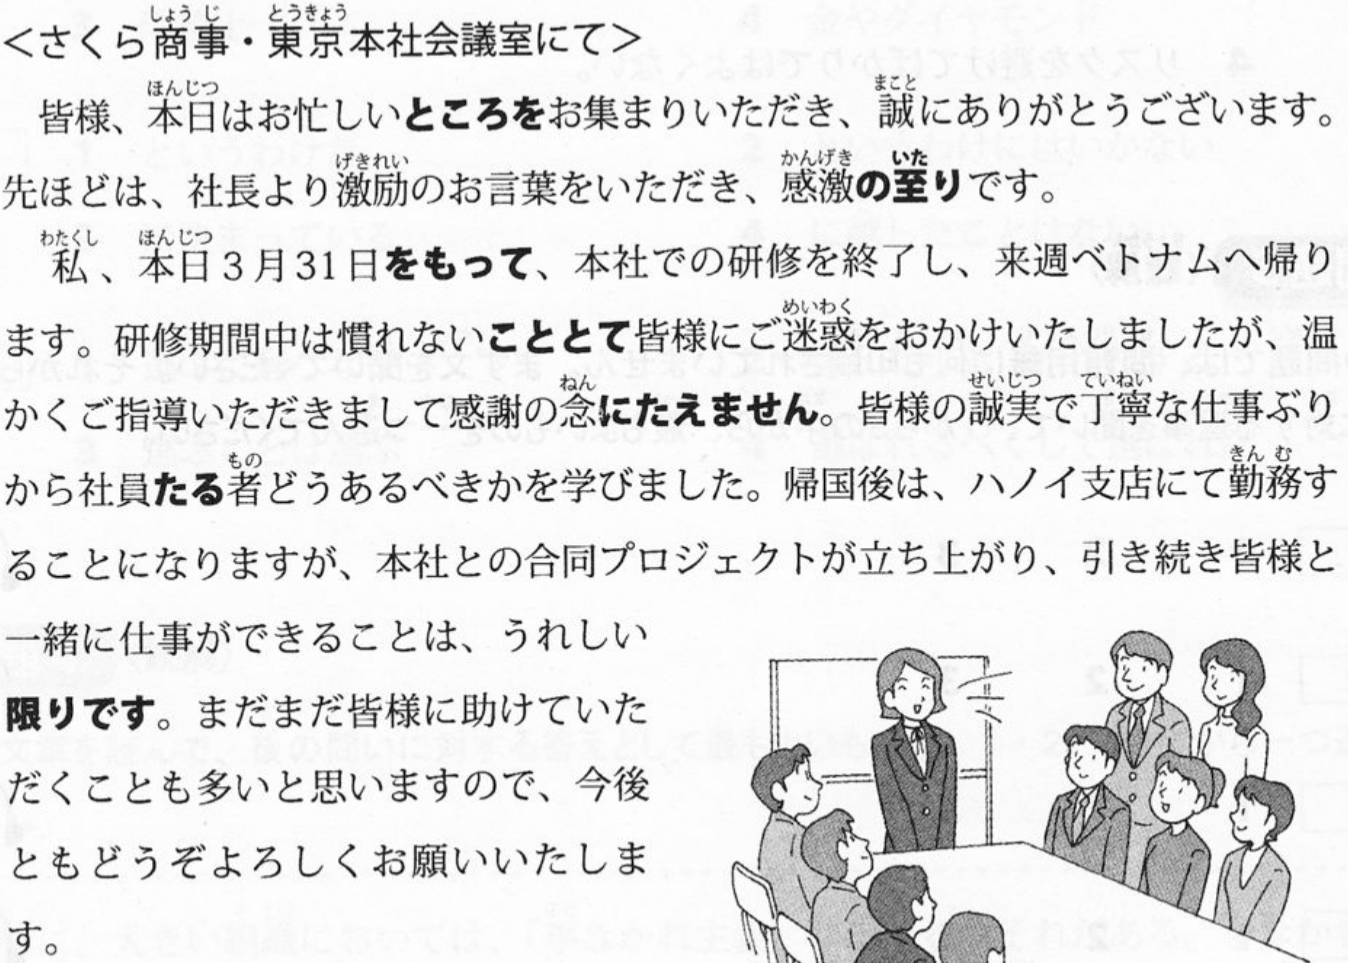 ＜さくら商事・東京本社会議室にて＞
皆様、本日はお忙しいところをお集まりいただき、誠にありがとうございます。
先ほどは、社長より激励のお言葉をいただき、感激の至りです。
私、本日３月31日をもって、本社での研修を終了し、来週ベトナムへ帰り
ます。研修期間中は慣れないこととて皆様にご迷惑をおかけいたしましたが、温
かくご指導いただきまして感謝の念にたえません。皆様の誠実で丁寧な仕事ぶり
から社員たる者どうあるべきかを学びました。帰国後は、ハノイ支店にて勤務す
ることになりますが、本社との合同プロジェクトが立ち上がり、引き続き皆様と
一緒に仕事ができることは、うれしい
限りです。まだまだ皆様に助けていた
だくことも多いと思いますので、今後
ともどうぞよろしくお願いいたしま
す。